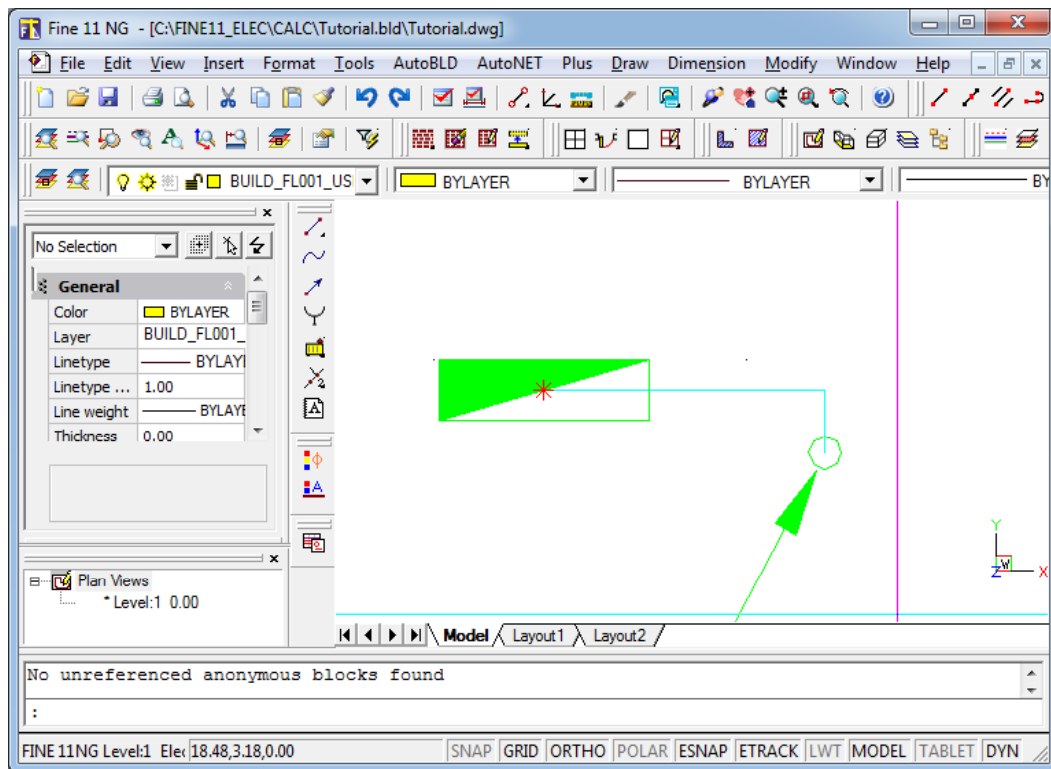 Fine 11 NG - [C:\FINE11_ELEC\CALC\Tutorial.bld\Tutorial.dwg]
File Edit View Insert Format Tools AutoBLD AutoNET Plus Draw Dimension Modify Window Help
BUILD_FL001_US BYLAYER BYLAYER BY
No Selection
General
Color BYLAYER
Layer BUILD_FL001_
Linetype BYLAYE
Linetype ... 1.00
Line weight BYLAYE
Thickness 0.00
Plan Views
* Level:1 0.00
Y
W
Z X
Model Layout1 Layout2
No unreferenced anonymous blocks found
:
FINE 11NG Level:1 Elec 18.48,3.18,0.00 SNAP GRID ORTHO POLAR ESNAP ETRACK LWT MODEL TABLET DYN